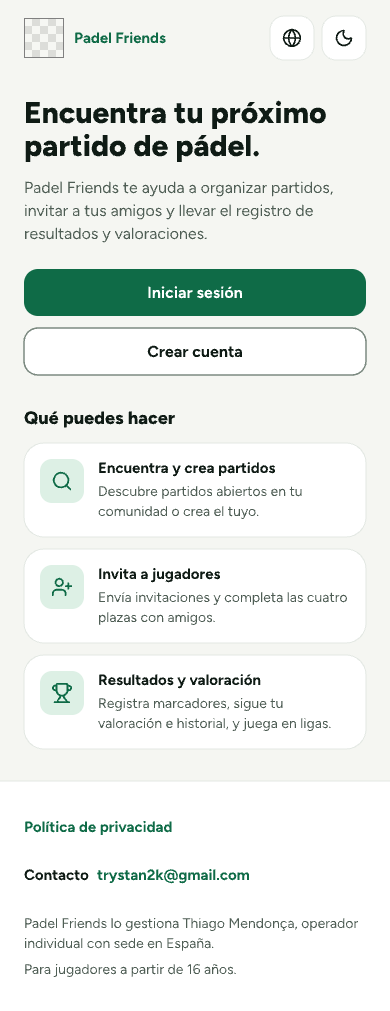 Padel Friends
Encuentra tu próximo
partido de pádel.
Padel Friends te ayuda a organizar partidos,
invitar a tus amigos y llevar el registro de
resultados y valoraciones.
Iniciar sesión
Crear cuenta
Qué puedes hacer
Encuentra y crea partidos
Descubre partidos abiertos en tu
comunidad o crea el tuyo.
Invita a jugadores
Envía invitaciones y completa las cuatro
plazas con amigos.
Resultados y valoración
Registra marcadores, sigue tu
valoración e historial, y juega en ligas.
Política de privacidad
Contacto trystan2k@gmail.com
Padel Friends lo gestiona Thiago Mendonça, operador
individual con sede en España.
Para jugadores a partir de 16 años.